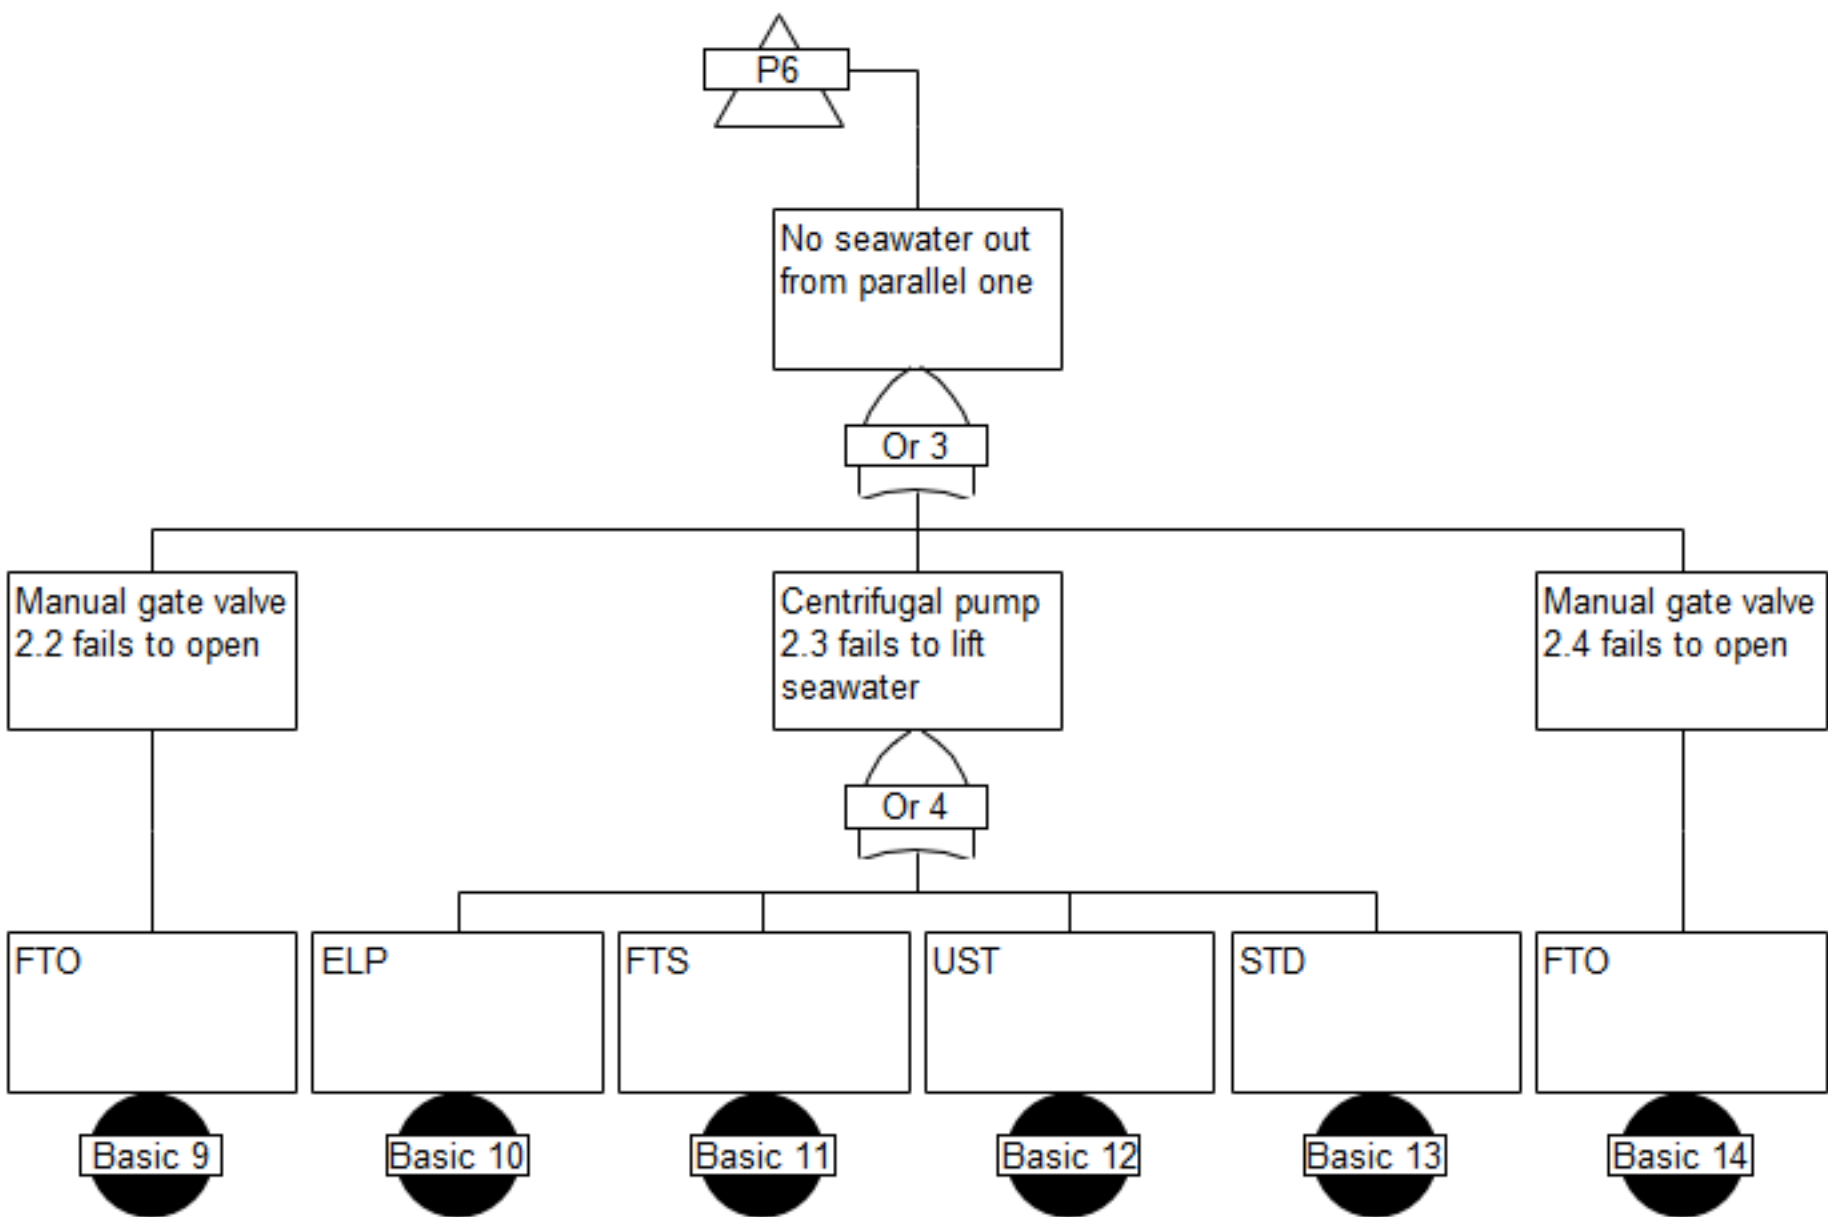 P6
No seawater out
from parallel one
Or 3
Manual gate valve
2.2 fails to open
Centrifugal pump
2.3 fails to lift
seawater
Manual gate valve
2.4 fails to open
Or 4
FTO
ELP
FTS
UST
STD
FTO
Basic 9
Basic 10
Basic 11
Basic 12
Basic 13
Basic 14